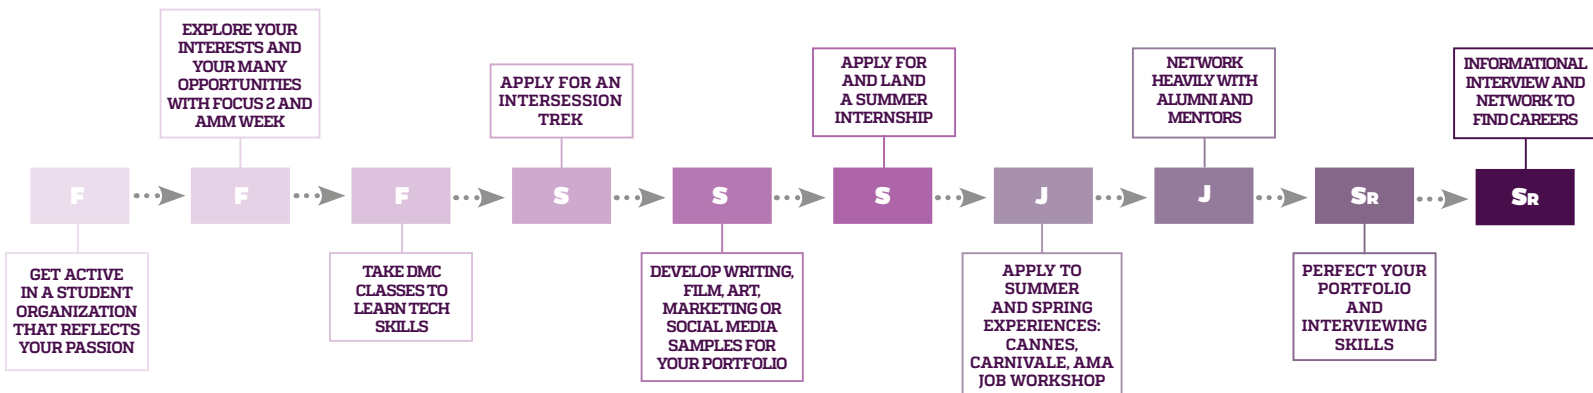 EXPLORE YOUR
INTERESTS AND
YOUR MANY
OPPORTUNITIES
WITH FOCUS 2 AND
AMM WEEK
APPLY FOR AN
INTERSESSION
TREK
APPLY FOR
AND LAND
A SUMMER
INTERNSHIP
NETWORK
HEAVILY WITH
ALUMNI AND
MENTORS
INFORMATIONAL
INTERVIEW AND
NETWORK TO
FIND CAREERS
F
F
F
S
S
S
J
J
SR
SR
GET ACTIVE
IN A STUDENT
ORGANIZATION
THAT REFLECTS
YOUR PASSION
TAKE DMC
CLASSES TO
LEARN TECH
SKILLS
DEVELOP WRITING,
FILM, ART,
MARKETING OR
SOCIAL MEDIA
SAMPLES FOR
YOUR PORTFOLIO
APPLY TO
SUMMER
AND SPRING
EXPERIENCES:
CANNES,
CARNIVALE, AMA
JOB WORKSHOP
PERFECT YOUR
PORTFOLIO
AND
INTERVIEWING
SKILLS